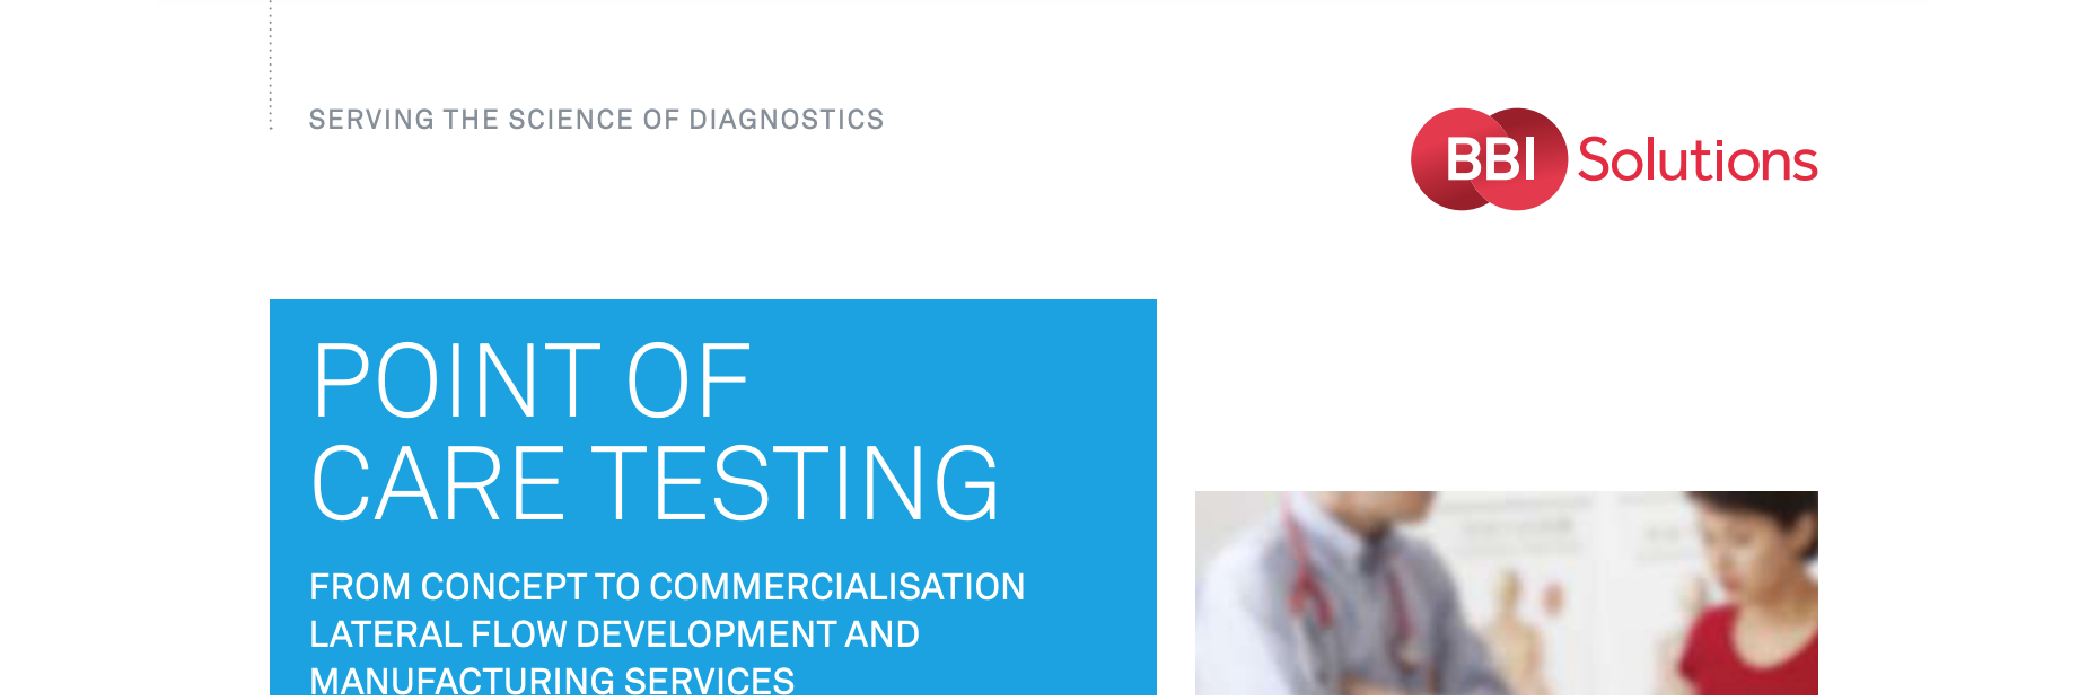 SERVING THE SCIENCE OF DIAGNOSTICS
BBI Solutions
POINT OF
CARE TESTING
FROM CONCEPT TO COMMERCIALISATION
LATERAL FLOW DEVELOPMENT AND
MANUFACTURING SERVICES